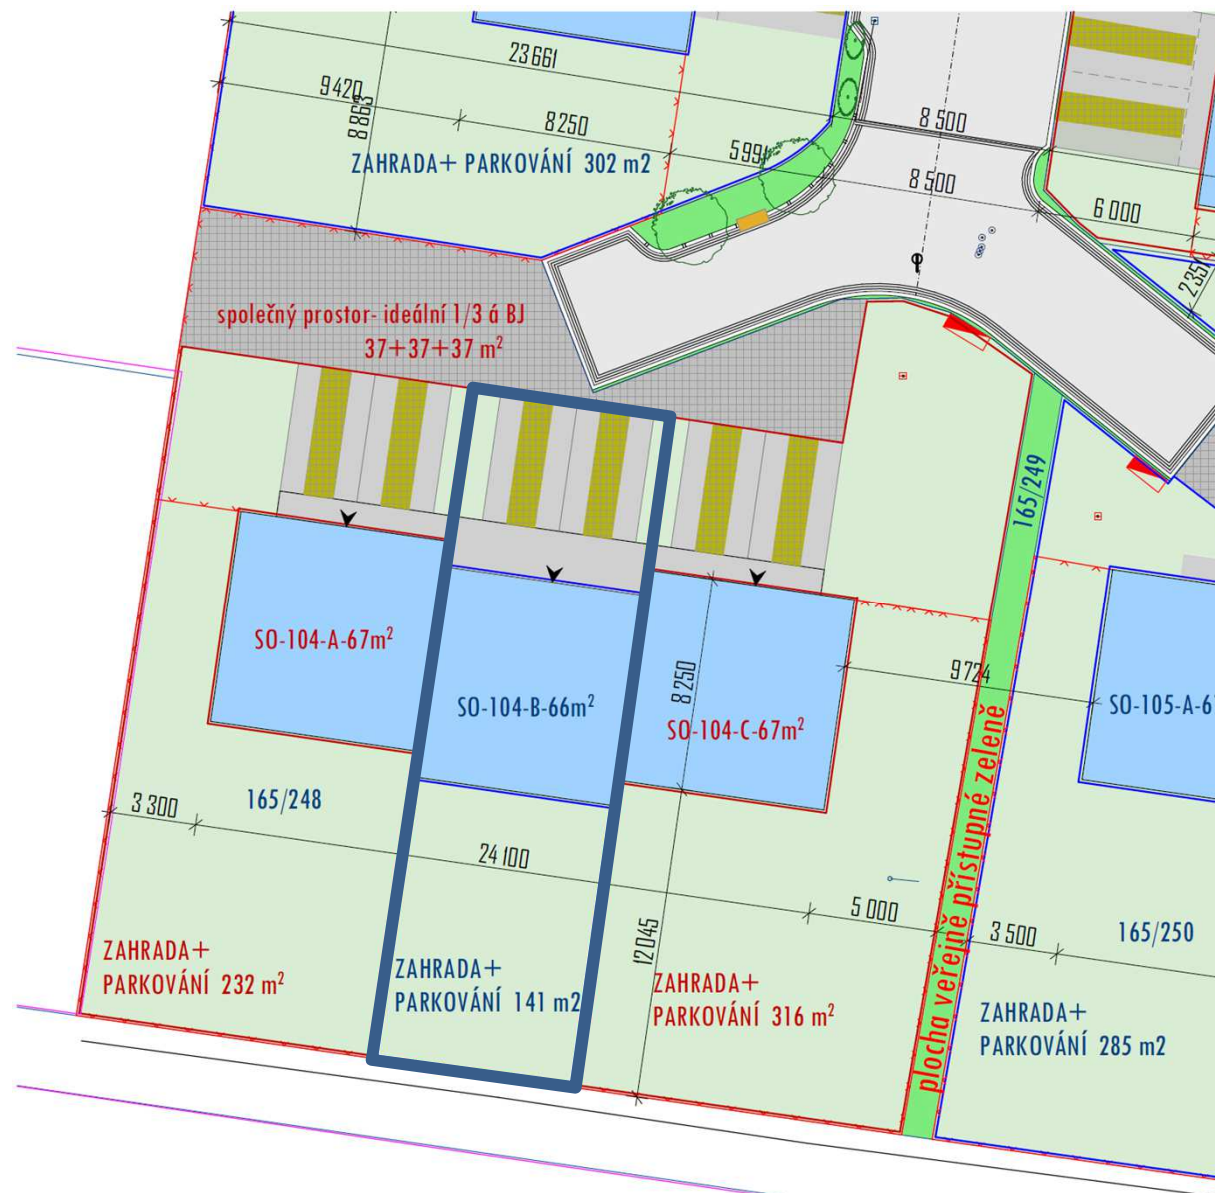 23 661
9 420
8 863
8 250
8 500
5 991
ZAHRADA+ PARKOVÁNÍ 302 m2
8 500
6 000
2 351
společný prostor- ideální 1/3 á BJ
37+37+37 m²
165/249
SO-104-A-67m²
SO-104-B-66m²
8 250
SO-104-C-67m²
9 724
SO-105-A-6
3 300
165/248
24 100
12 045
5 000
3 500
165/250
plocha veřejně přístupné zeleně
ZAHRADA+
PARKOVÁNÍ 232 m²
ZAHRADA+
PARKOVÁNÍ 141 m2
ZAHRADA+
PARKOVÁNÍ 316 m²
ZAHRADA+
PARKOVÁNÍ 285 m2